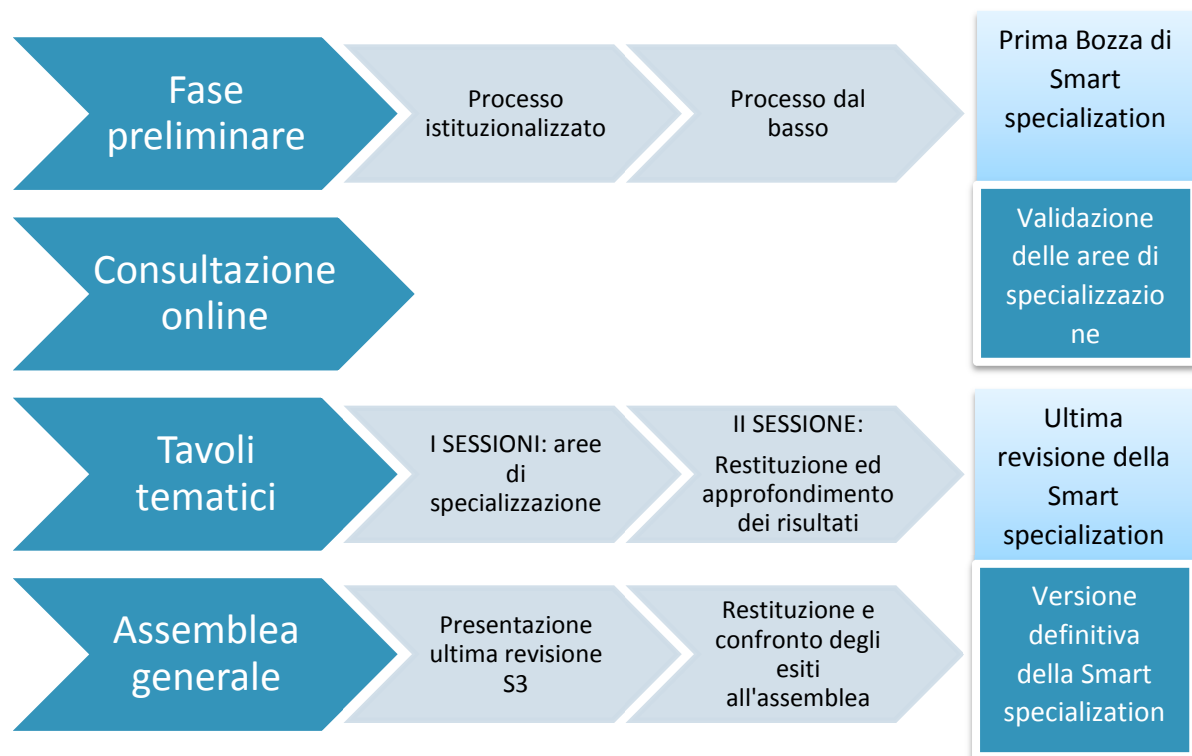 Fase
preliminare
Processo
istituzionalizzato
Processo dal
basso
Prima Bozza di
Smart
specialization
Consultazione
online
Validazione
delle aree di
specializzazio
ne
Tavoli
tematici
I SESSIONI: aree
di
specializzazione
II SESSIONE:
Restituzione ed
approfondimento
dei risultati
Ultima
revisione della
Smart
specialization
Assemblea
generale
Presentazione
ultima revisione
S3
Restituzione e
confronto degli
esiti
all'assemblea
Versione
definitiva
della Smart
specialization